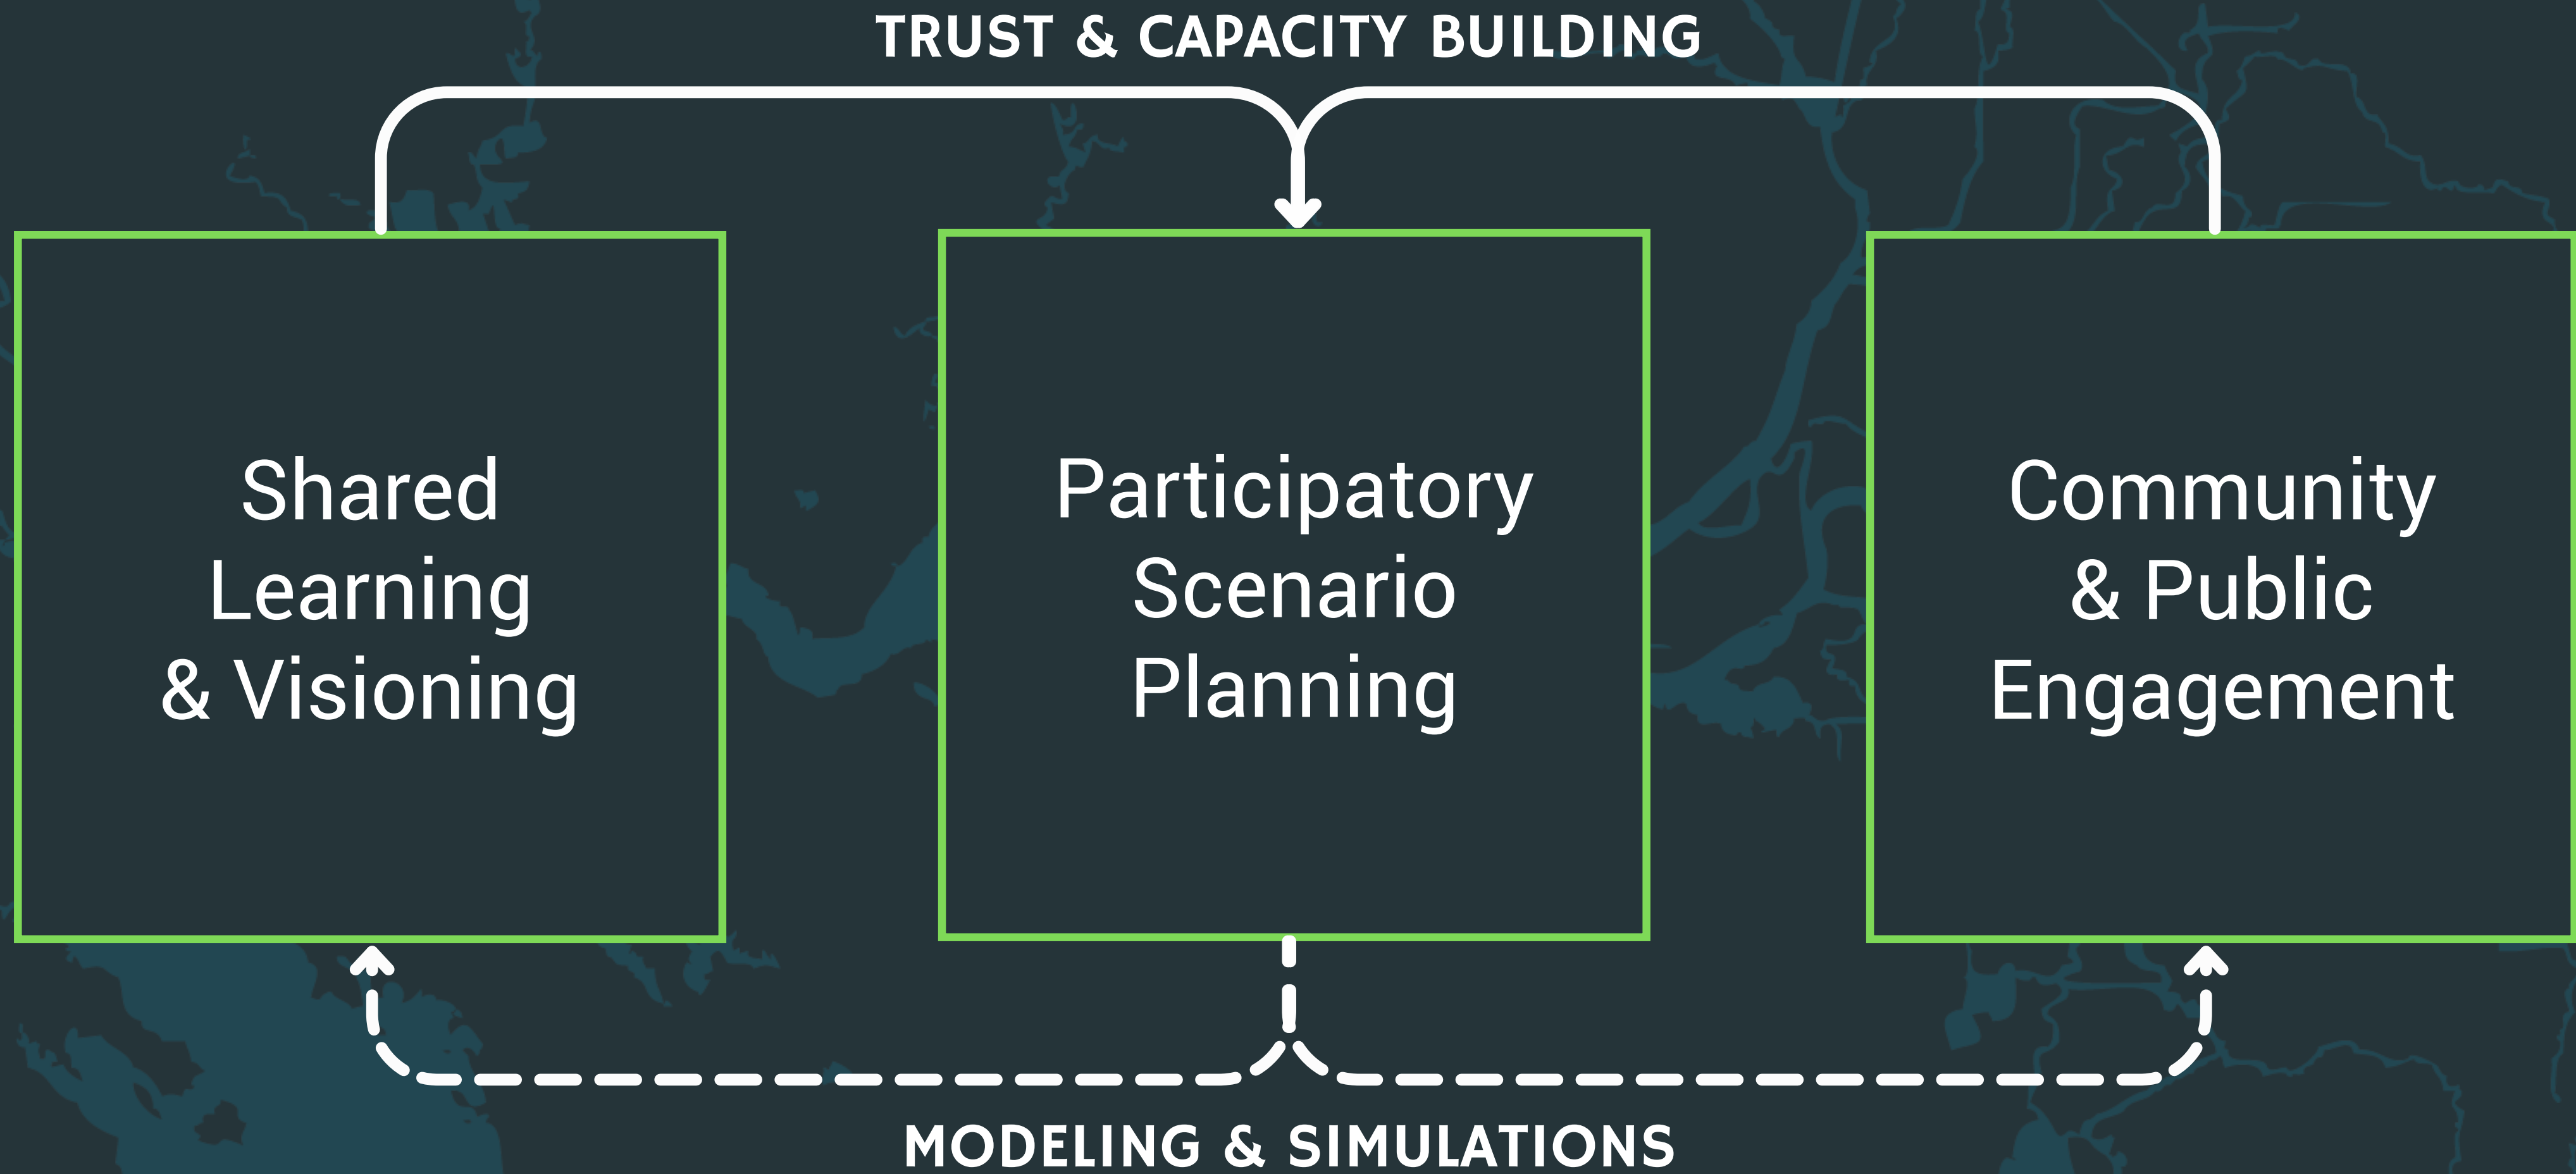 TRUST & CAPACITY BUILDING
Shared
Learning
& Visioning
Participatory
Scenario
Planning
Community
& Public
Engagement
MODELING & SIMULATIONS